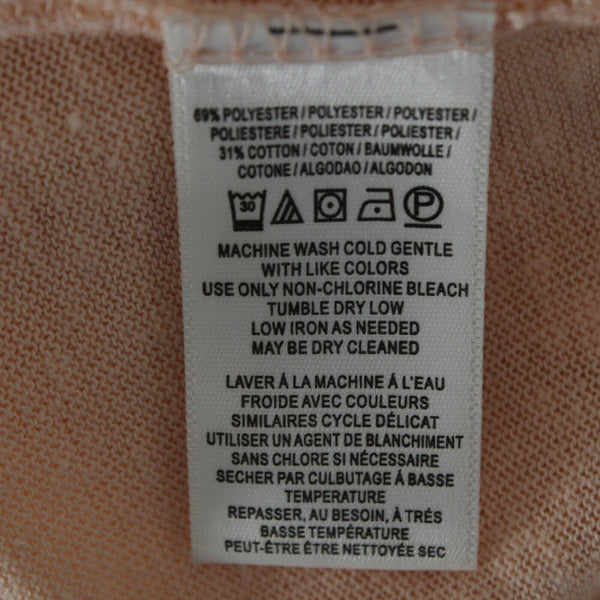 69% POLYESTER / POLYESTER / POLYESTER /
POLIESTERE / POLIÉSTER / POLIESTER /
31% COTTON / COTON / BAUMWOLLE /
COTONE / ALGODAO / ALGODON
30 P
MACHINE WASH COLD GENTLE
WITH LIKE COLORS
USE ONLY NON-CHLORINE BLEACH
TUMBLE DRY LOW
LOW IRON AS NEEDED
MAY BE DRY CLEANED
LAVER Á LA MACHINE Á L'EAU
FROIDE AVEC COULEURS
SIMILAIRES CYCLE DÉLICAT
UTILISER UN AGENT DE BLANCHIMENT
SANS CHLORE SI NÉCESSAIRE
SECHER PAR CULBUTAGE Á BASSE
TEMPERATURE
REPASSER, AU BESOIN, À TRÉS
BASSE TEMPÉRATURE
PEUT-ÊTRE ÊTRE NETTOYÉE SEC